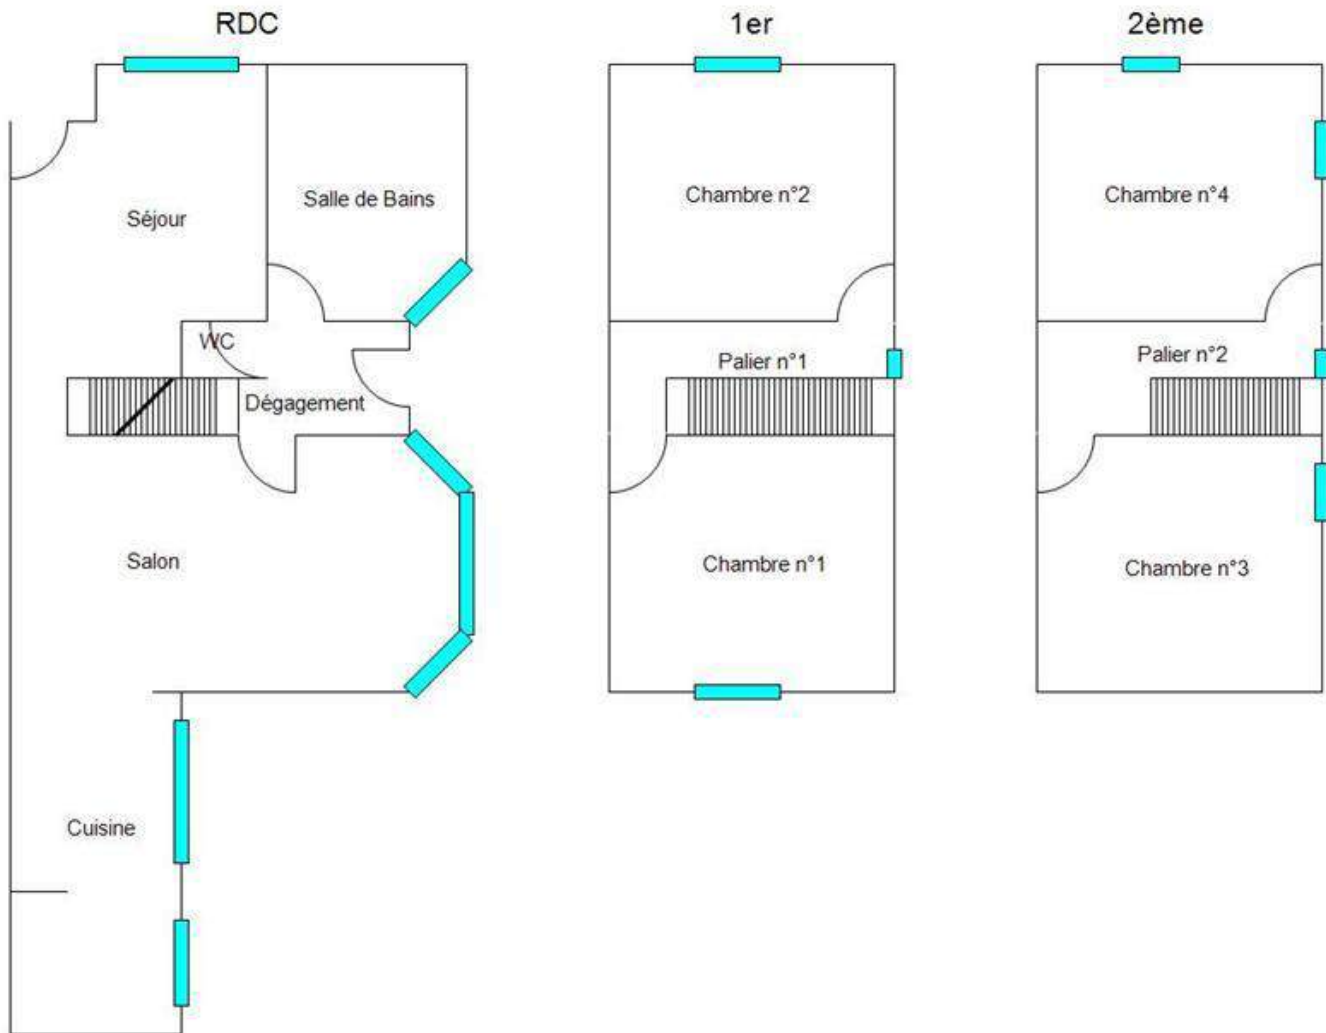 RDC
1er
2ème
Séjour
Salle de Bains
Chambre n°2
Chambre n°4
WC
Palier n°1
Palier n°2
Dégagement
Salon
Chambre n°1
Chambre n°3
Cuisine